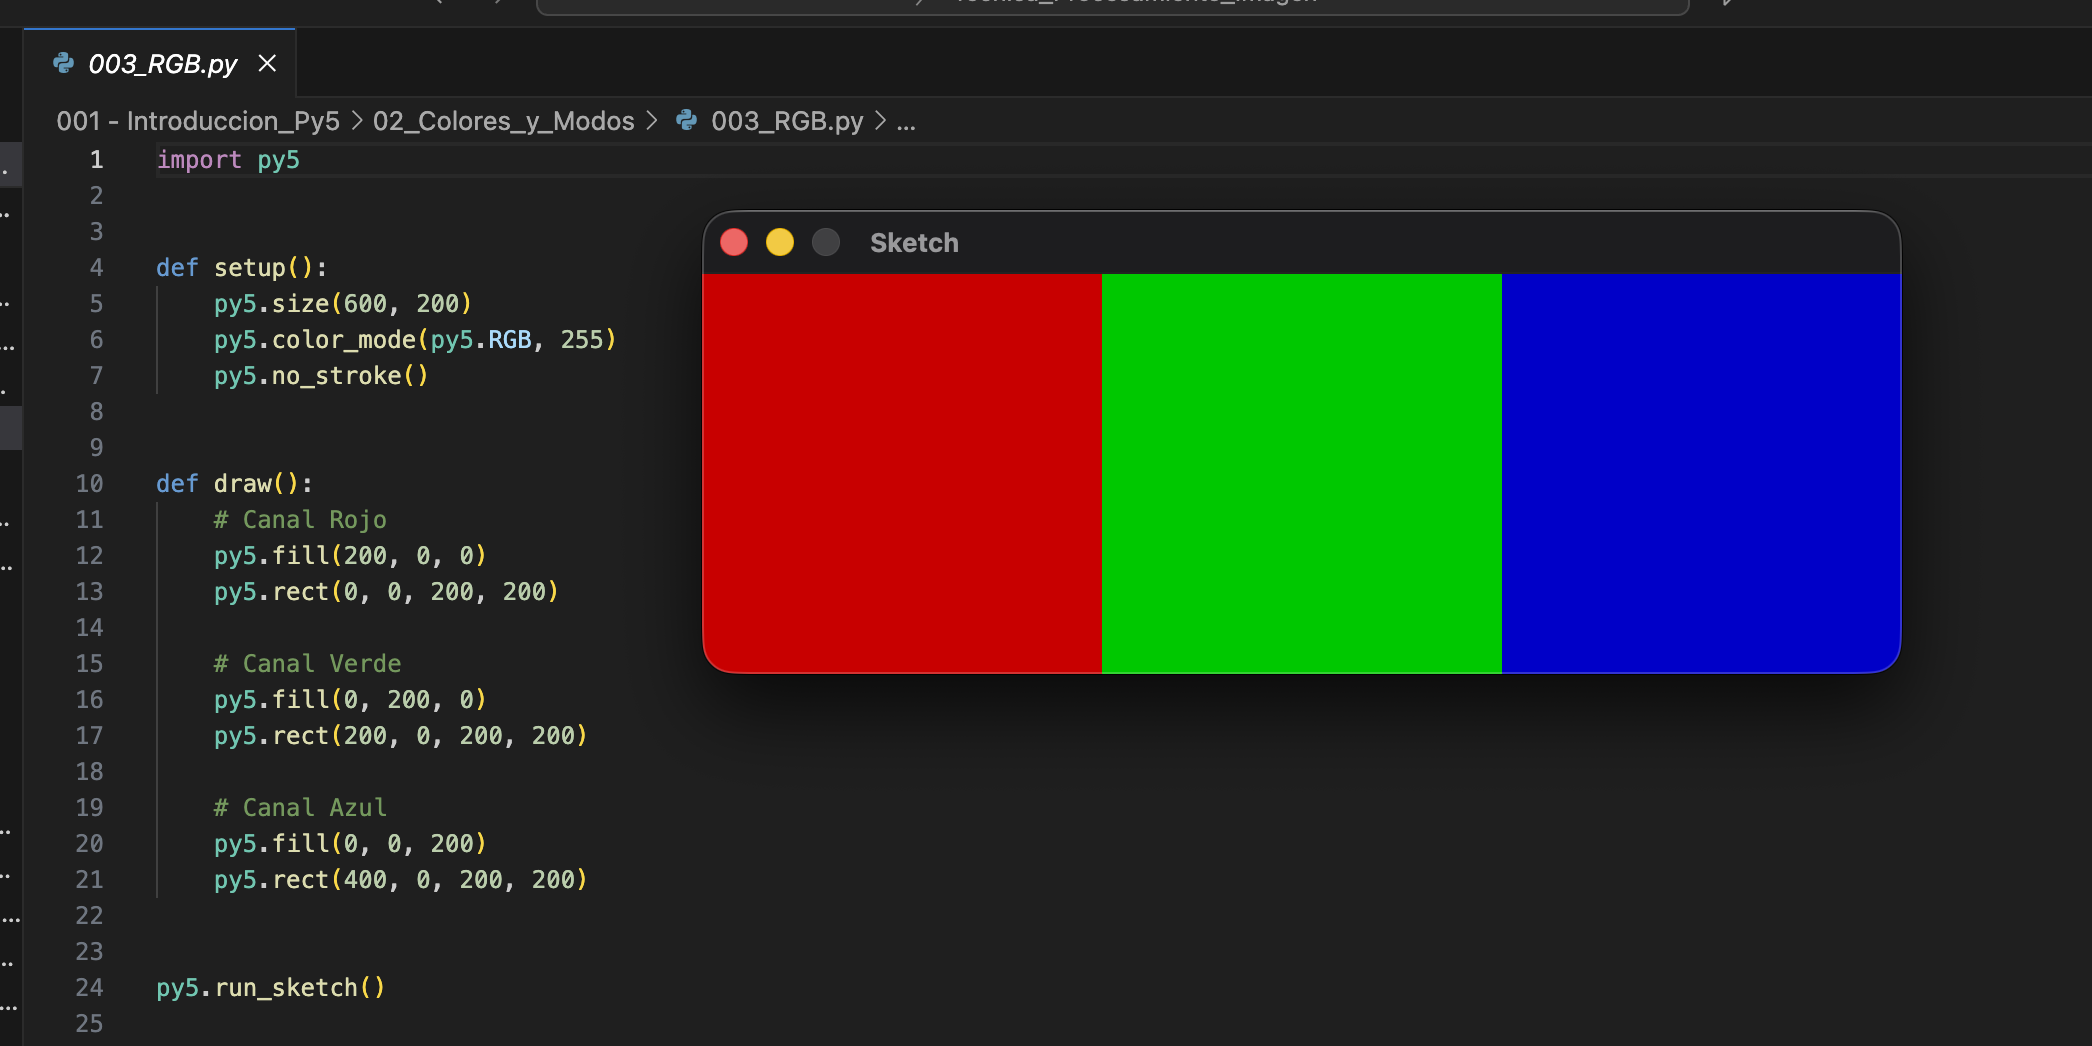 003_RGB.py
001 - Introduccion_Py5 > 02_Colores_y_Modos > 003_RGB.py > ...
1 import py5
2
3
4 def setup():
5 py5.size(600, 200)
6 py5.color_mode(py5.RGB, 255)
7 py5.no_stroke()
8
9
10 def draw():
11 # Canal Rojo
12 py5.fill(200, 0, 0)
13 py5.rect(0, 0, 200, 200)
14
15 # Canal Verde
16 py5.fill(0, 200, 0)
17 py5.rect(200, 0, 200, 200)
18
19 # Canal Azul
20 py5.fill(0, 0, 200)
21 py5.rect(400, 0, 200, 200)
22
23
24 py5.run_sketch()
25
Sketch